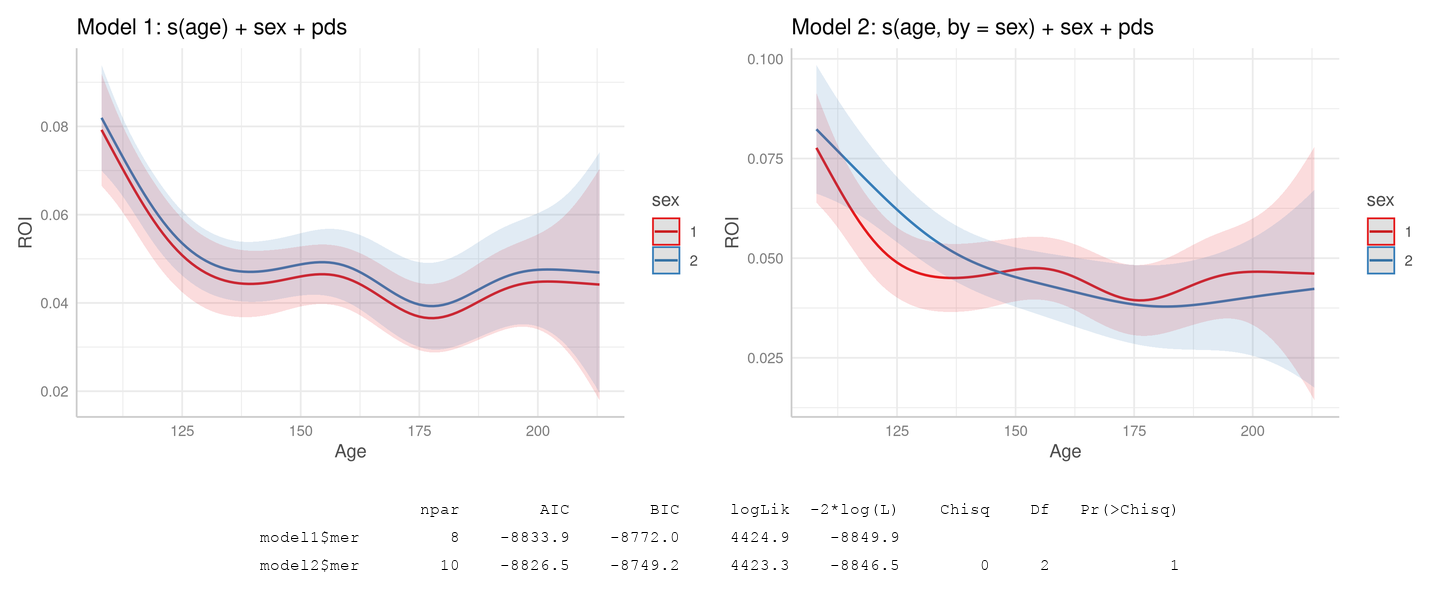 Model 1: s(age) + sex + pds
0.08
0.06
0.04
0.02
ROI
125 150 175 200
Age
sex
1
2
Model 2: s(age, by = sex) + sex + pds
0.100
0.075
0.050
0.025
ROI
125 150 175 200
Age
sex
1
2
npar AIC BIC logLik -2*log(L) Chisq Df Pr(>Chisq)
model1$mer 8 -8833.9 -8772.0 4424.9 -8849.9
model2$mer 10 -8826.5 -8749.2 4423.3 -8846.5 0 2 1